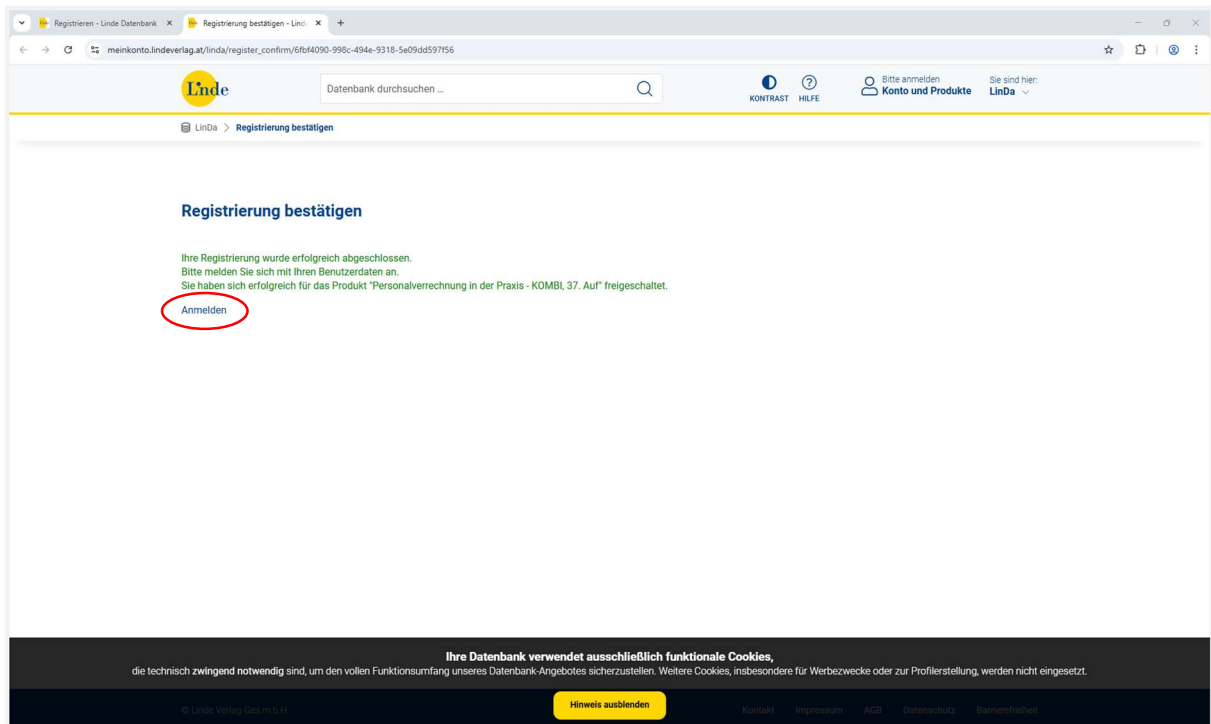 Registrieren - Linde Datenbank
Registrierung bestätigen - Lind
meinkonto.lindeverlag.at/linda/register_confirm/6fbf4090-998c-494e-9318-5e09dd597f56
Linde
Datenbank durchsuchen ...
KONTRAST
HILFE
Bitte anmelden
Konto und Produkte
Sie sind hier:
LinDa
LinDa > Registrierung bestätigen
Registrierung bestätigen
Ihre Registrierung wurde erfolgreich abgeschlossen.
Bitte melden Sie sich mit Ihren Benutzerdaten an.
Sie haben sich erfolgreich für das Produkt "Personalverrechnung in der Praxis - KOMBI, 37. Auf" freigeschaltet.
Anmelden
Ihre Datenbank verwendet ausschließlich funktionale Cookies,
die technisch zwingend notwendig sind, um den vollen Funktionsumfang unseres Datenbank-Angebotes sicherzustellen. Weitere Cookies, insbesondere für Werbezwecke oder zur Profilerstellung, werden nicht eingesetzt.
Hinweis ausblenden
© Linde Verlag Ges.m.b.H.
Kontakt Impressum AGB Datenschutz Barrierefreiheit